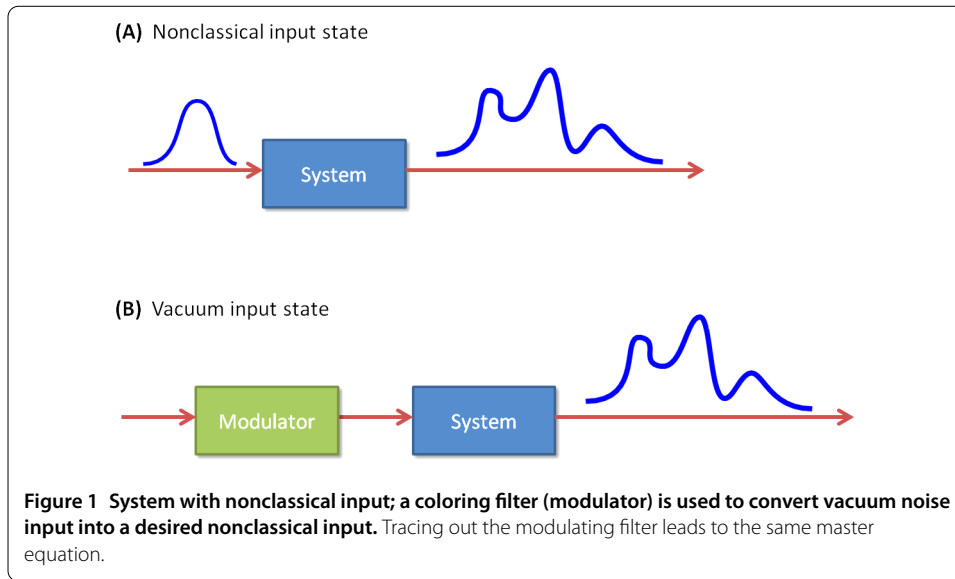 (A) Nonclassical input state
System
(B) Vacuum input state
Modulator
System
Figure 1 System with nonclassical input; a coloring filter (modulator) is used to convert vacuum noise
input into a desired nonclassical input. Tracing out the modulating filter leads to the same master
equation.